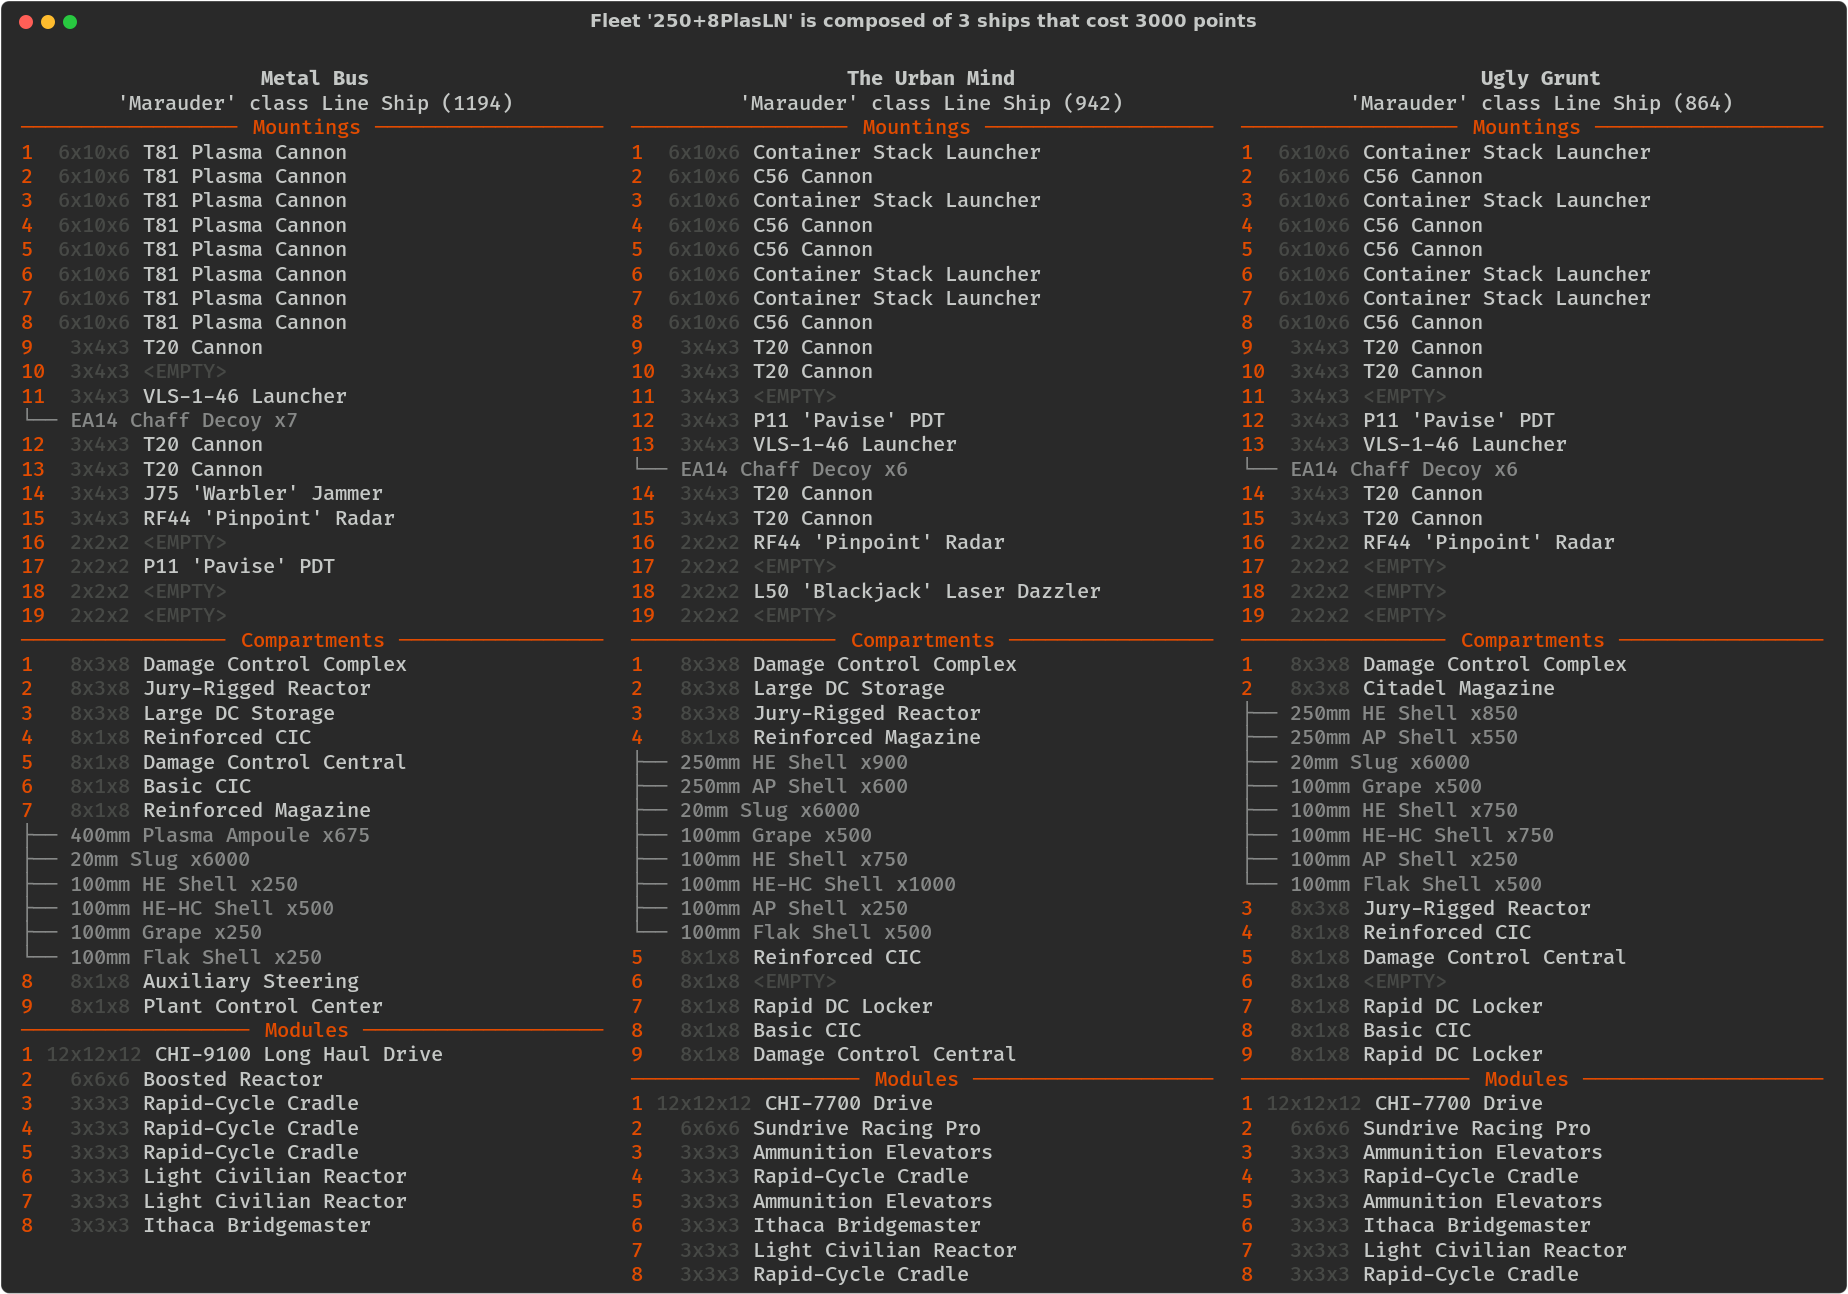 Fleet '250+8PlasLN' is composed of 3 ships that cost 3000 points
Metal Bus
'Marauder' class Line Ship (1194)
Mountings
1 6x10x6 T81 Plasma Cannon
2 6x10x6 T81 Plasma Cannon
3 6x10x6 T81 Plasma Cannon
4 6x10x6 T81 Plasma Cannon
5 6x10x6 T81 Plasma Cannon
6 6x10x6 T81 Plasma Cannon
7 6x10x6 T81 Plasma Cannon
8 6x10x6 T81 Plasma Cannon
9 3x4x3 T20 Cannon
10 3x4x3 <EMPTY>
11 3x4x3 VLS-1-46 Launcher
EA14 Chaff Decoy x7
12 3x4x3 T20 Cannon
13 3x4x3 T20 Cannon
14 3x4x3 J75 'Warbler' Jammer
15 3x4x3 RF44 'Pinpoint' Radar
16 2x2x2 <EMPTY>
17 2x2x2 P11 'Pavise' PDT
18 2x2x2 <EMPTY>
19 2x2x2 <EMPTY>
Compartments
1 8x3x8 Damage Control Complex
2 8x3x8 Jury-Rigged Reactor
3 8x3x8 Large DC Storage
4 8x1x8 Reinforced CIC
5 8x1x8 Damage Control Central
6 8x1x8 Basic CIC
7 8x1x8 Reinforced Magazine
400mm Plasma Ampoule x675
20mm Slug x6000
100mm HE Shell x250
100mm HE-HC Shell x500
100mm Grape x250
100mm Flak Shell x250
8 8x1x8 Auxiliary Steering
9 8x1x8 Plant Control Center
Modules
1 12x12x12 CHI-9100 Long Haul Drive
2 6x6x6 Boosted Reactor
3 3x3x3 Rapid-Cycle Cradle
4 3x3x3 Rapid-Cycle Cradle
5 3x3x3 Rapid-Cycle Cradle
6 3x3x3 Light Civilian Reactor
7 3x3x3 Light Civilian Reactor
8 3x3x3 Ithaca Bridgemaster
The Urban Mind
'Marauder' class Line Ship (942)
Mountings
1 6x10x6 Container Stack Launcher
2 6x10x6 C56 Cannon
3 6x10x6 Container Stack Launcher
4 6x10x6 C56 Cannon
5 6x10x6 C56 Cannon
6 6x10x6 Container Stack Launcher
7 6x10x6 Container Stack Launcher
8 6x10x6 C56 Cannon
9 3x4x3 T20 Cannon
10 3x4x3 T20 Cannon
11 3x4x3 <EMPTY>
12 3x4x3 P11 'Pavise' PDT
13 3x4x3 VLS-1-46 Launcher
EA14 Chaff Decoy x6
14 3x4x3 T20 Cannon
15 3x4x3 T20 Cannon
16 2x2x2 RF44 'Pinpoint' Radar
17 2x2x2 <EMPTY>
18 2x2x2 L50 'Blackjack' Laser Dazzler
19 2x2x2 <EMPTY>
Compartments
1 8x3x8 Damage Control Complex
2 8x3x8 Large DC Storage
3 8x3x8 Jury-Rigged Reactor
4 8x1x8 Reinforced Magazine
250mm HE Shell x900
250mm AP Shell x600
20mm Slug x6000
100mm Grape x500
100mm HE Shell x750
100mm HE-HC Shell x1000
100mm AP Shell x250
100mm Flak Shell x500
5 8x1x8 Reinforced CIC
6 8x1x8 <EMPTY>
7 8x1x8 Rapid DC Locker
8 8x1x8 Basic CIC
9 8x1x8 Damage Control Central
Modules
1 12x12x12 CHI-7700 Drive
2 6x6x6 Sundrive Racing Pro
3 3x3x3 Ammunition Elevators
4 3x3x3 Rapid-Cycle Cradle
5 3x3x3 Ammunition Elevators
6 3x3x3 Ithaca Bridgemaster
7 3x3x3 Light Civilian Reactor
8 3x3x3 Rapid-Cycle Cradle
Ugly Grunt
'Marauder' class Line Ship (864)
Mountings
1 6x10x6 Container Stack Launcher
2 6x10x6 C56 Cannon
3 6x10x6 Container Stack Launcher
4 6x10x6 C56 Cannon
5 6x10x6 C56 Cannon
6 6x10x6 Container Stack Launcher
7 6x10x6 Container Stack Launcher
8 6x10x6 C56 Cannon
9 3x4x3 T20 Cannon
10 3x4x3 T20 Cannon
11 3x4x3 <EMPTY>
12 3x4x3 P11 'Pavise' PDT
13 3x4x3 VLS-1-46 Launcher
EA14 Chaff Decoy x6
14 3x4x3 T20 Cannon
15 3x4x3 T20 Cannon
16 2x2x2 RF44 'Pinpoint' Radar
17 2x2x2 <EMPTY>
18 2x2x2 <EMPTY>
19 2x2x2 <EMPTY>
Compartments
1 8x3x8 Damage Control Complex
2 8x3x8 Citadel Magazine
250mm HE Shell x850
250mm AP Shell x550
20mm Slug x6000
100mm Grape x500
100mm HE Shell x750
100mm HE-HC Shell x750
100mm AP Shell x250
100mm Flak Shell x500
3 8x3x8 Jury-Rigged Reactor
4 8x1x8 Reinforced CIC
5 8x1x8 Damage Control Central
6 8x1x8 <EMPTY>
7 8x1x8 Rapid DC Locker
8 8x1x8 Basic CIC
9 8x1x8 Rapid DC Locker
Modules
1 12x12x12 CHI-7700 Drive
2 6x6x6 Sundrive Racing Pro
3 3x3x3 Ammunition Elevators
4 3x3x3 Rapid-Cycle Cradle
5 3x3x3 Ammunition Elevators
6 3x3x3 Ithaca Bridgemaster
7 3x3x3 Light Civilian Reactor
8 3x3x3 Rapid-Cycle Cradle